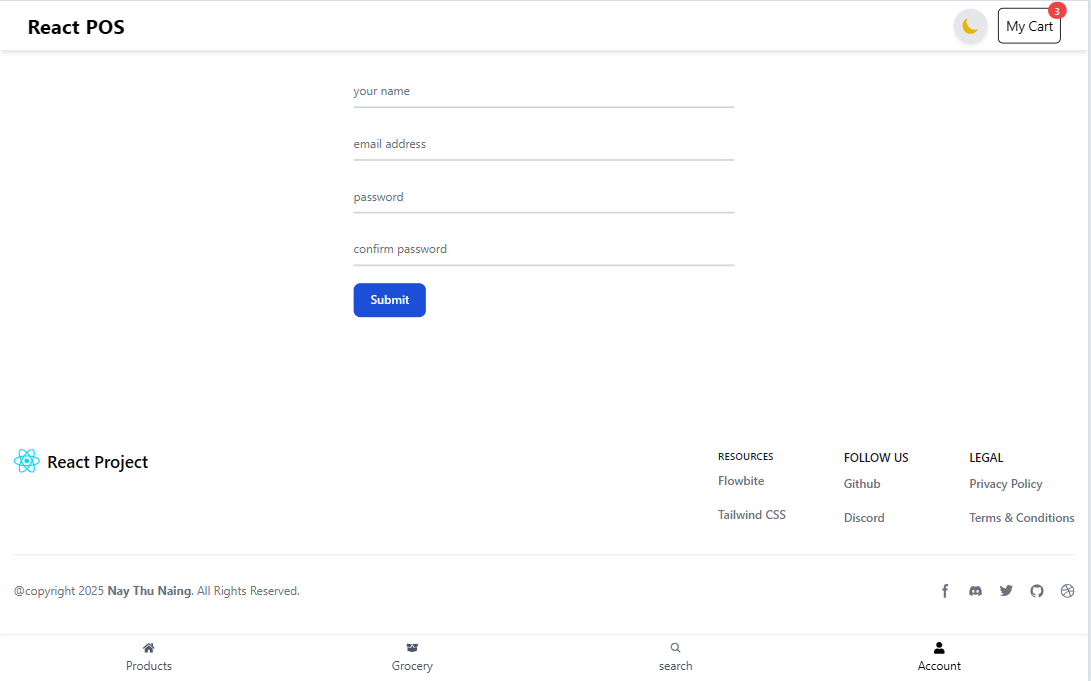 React POS
3
My Cart
your name
email address
password
confirm password
Submit
React Project
RESOURCES
Flowbite
Tailwind CSS
FOLLOW US
Github
Discord
LEGAL
Privacy Policy
Terms & Conditions
@copyright 2025 Nay Thu Naing. All Rights Reserved.
Products
Grocery
search
Account